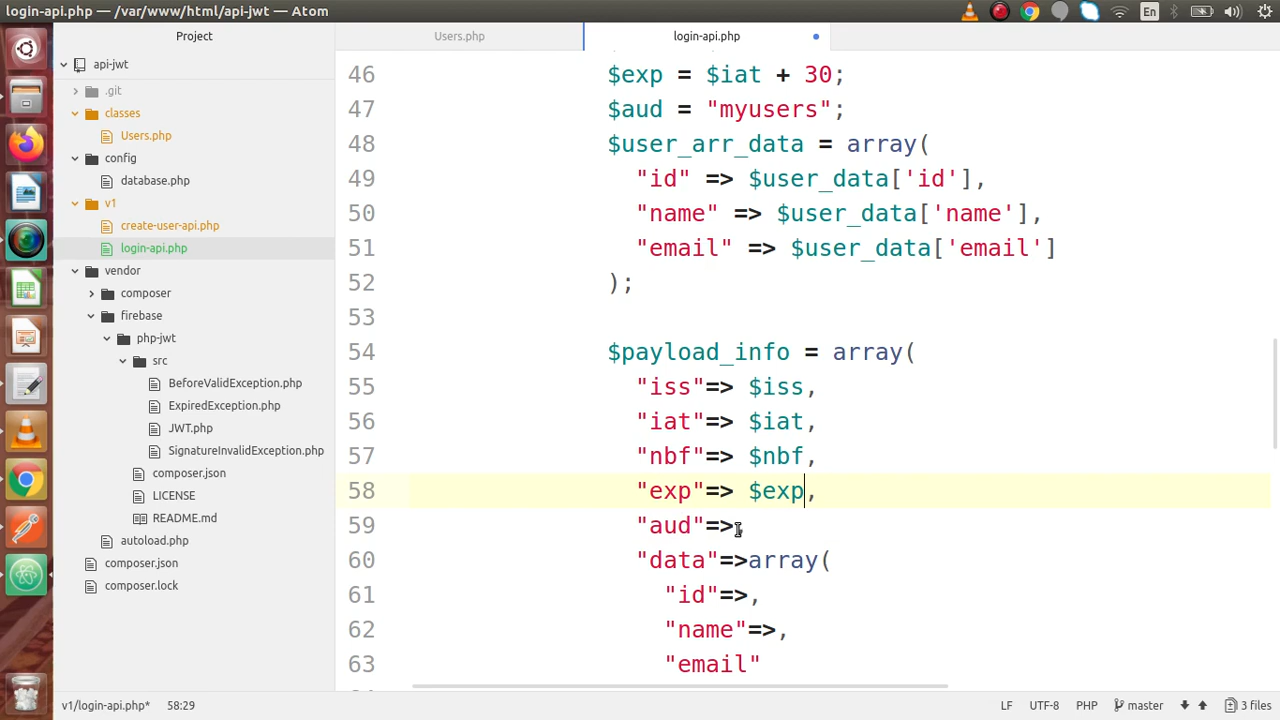 login-api.php — /var/www/html/api-jwt — Atom
En
Project
Users.php
login-api.php
api-jwt
.git
classes
Users.php
config
database.php
v1
create-user-api.php
login-api.php
vendor
composer
firebase
php-jwt
src
BeforeValidException.php
ExpiredException.php
JWT.php
SignatureInvalidException.php
composer.json
LICENSE
README.md
autoload.php
composer.json
composer.lock
46 $exp = $iat + 30;
47 $aud = "myusers";
48 $user_arr_data = array(
49 "id" => $user_data['id'],
50 "name" => $user_data['name'],
51 "email" => $user_data['email']
52 );
53
54 $payload_info = array(
55 "iss"=> $iss,
56 "iat"=> $iat,
57 "nbf"=> $nbf,
58 "exp"=> $exp,
59 "aud"=>
60 "data"=>array(
61 "id"=>,
62 "name"=>,
63 "email"
v1/login-api.php* 58:29 LF UTF-8 PHP master 3 files